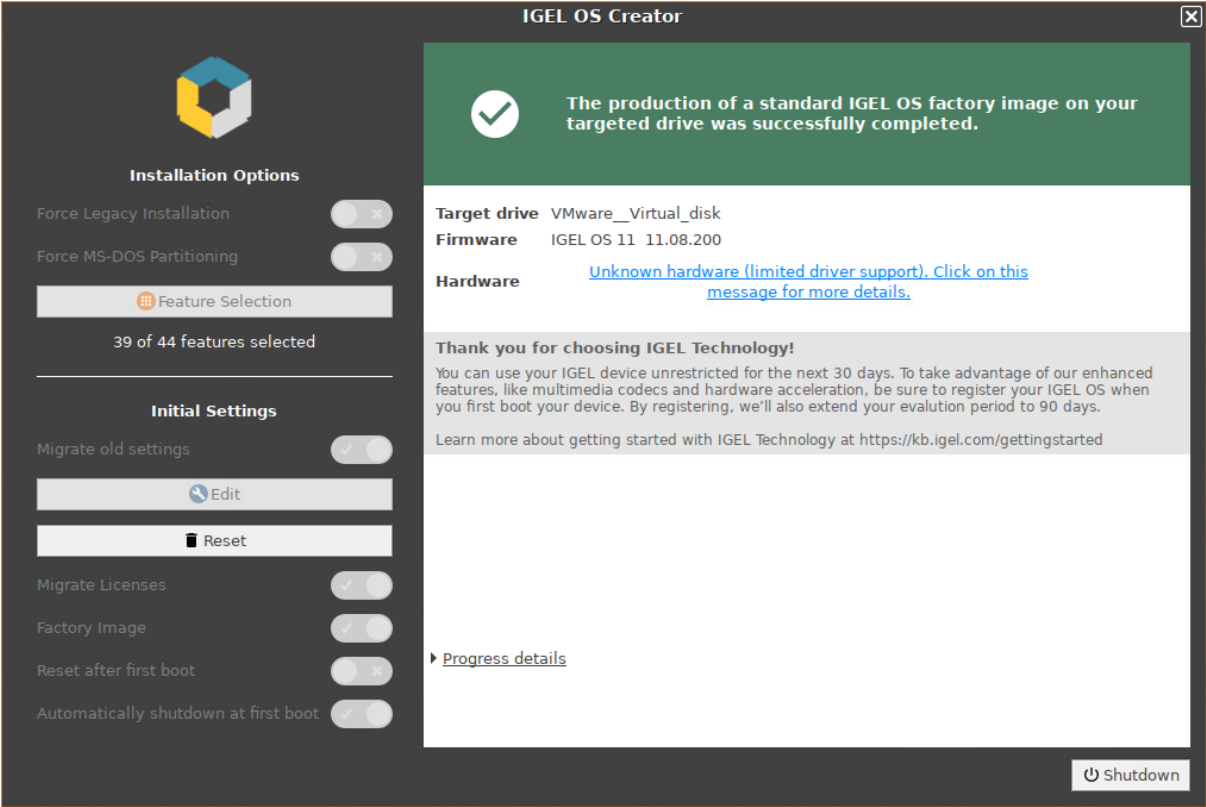 IGEL OS Creator
Installation Options
Force Legacy Installation
Force MS-DOS Partitioning
Feature Selection
39 of 44 features selected
Initial Settings
Migrate old settings
Edit
Reset
Migrate Licenses
Factory Image
Reset after first boot
Automatically shutdown at first boot
The production of a standard IGEL OS factory image on your
targeted drive was successfully completed.
Target drive VMware__Virtual_disk
Firmware IGEL OS 11 11.08.200
Hardware Unknown hardware (limited driver support). Click on this
message for more details.
Thank you for choosing IGEL Technology!
You can use your IGEL device unrestricted for the next 30 days. To take advantage of our enhanced
features, like multimedia codecs and hardware acceleration, be sure to register your IGEL OS when
you first boot your device. By registering, we’ll also extend your evalution period to 90 days.
Learn more about getting started with IGEL Technology at https://kb.igel.com/gettingstarted
Progress details
Shutdown